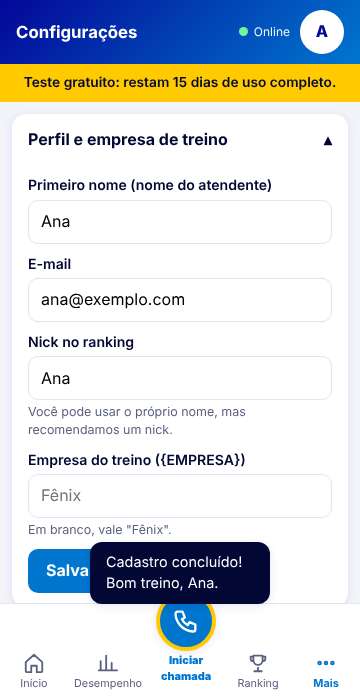 Configurações
Online
A
Teste gratuito: restam 15 dias de uso completo.
Perfil e empresa de treino
Primeiro nome (nome do atendente)
Ana
E-mail
ana@exemplo.com
Nick no ranking
Ana
Você pode usar o próprio nome, mas
recomendamos um nick.
Empresa do treino ({EMPRESA})
Fênix
Em branco, vale "Fênix".
Salva
Cadastro concluído!
Bom treino, Ana.
Início
Desempenho
Iniciar
chamada
Ranking
Mais